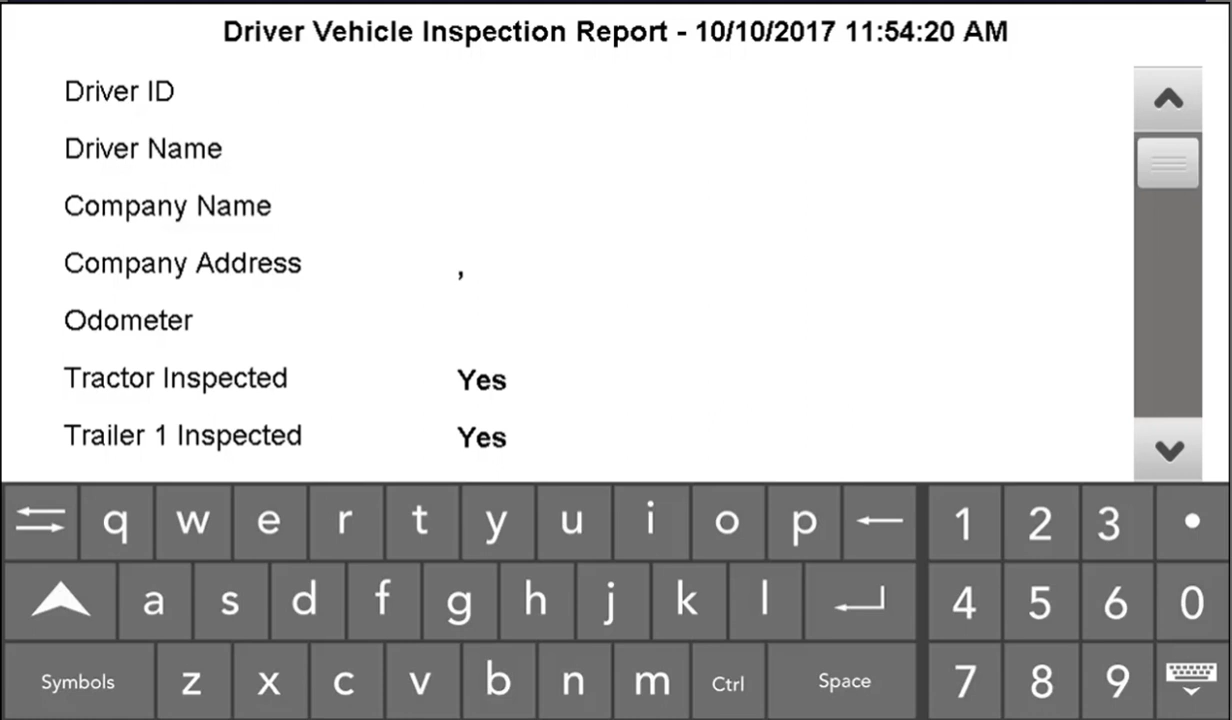 Driver Vehicle Inspection Report - 10/10/2017 11:54:20 AM
Driver ID
Driver Name
Company Name
Company Address ,
Odometer
Tractor Inspected Yes
Trailer 1 Inspected Yes
q w e r t y u i o p 1 2 3 .
a s d f g h j k l 4 5 6 0
Symbols z x c v b n m Ctrl Space 7 8 9